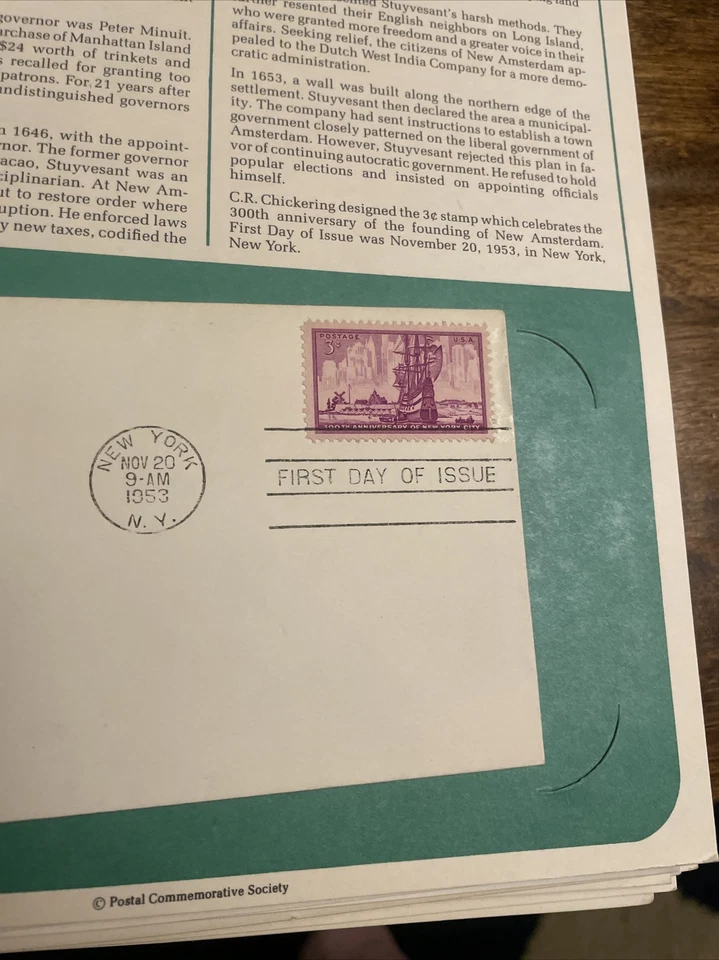 governor was Peter Minuit.
urchase of Manhattan Island
$24 worth of trinkets and
recalled for granting too
patrons. For 21 years after
undistinguished governors
1646, with the appoint-
The former governor
Stuyvesant was an
At New Am-
to restore order where
He enforced laws
new taxes, codified the
Stuyvesant's harsh methods. They
resented their English neighbors on Long Island,
who were granted more freedom and a greater voice in their
affairs. Seeking relief, the citizens of New Amsterdam ap-
pealed to the Dutch West India Company for a more demo-
cratic administration.
In 1653, a wall was built along the northern edge of the
settlement. Stuyvesant then declared the area a municipal-
ity. The company had sent instructions to establish a town
government closely patterned on the liberal government of
Amsterdam. However, Stuyvesant rejected this plan in fa-
vor of continuing autocratic government. He refused to hold
popular elections and insisted on appointing officials
himself.
C.R. Chickering designed the 3¢ stamp which celebrates the
300th anniversary of the founding of New Amsterdam.
First Day of Issue was November 20, 1953, in New York,
New York.
POSTAGE
3¢
U.S.A.
300TH ANNIVERSARY OF NEW YORK CITY
NEW YORK
NOV 20
9-AM
1953
N.Y.
FIRST DAY OF ISSUE
© Postal Commemorative Society